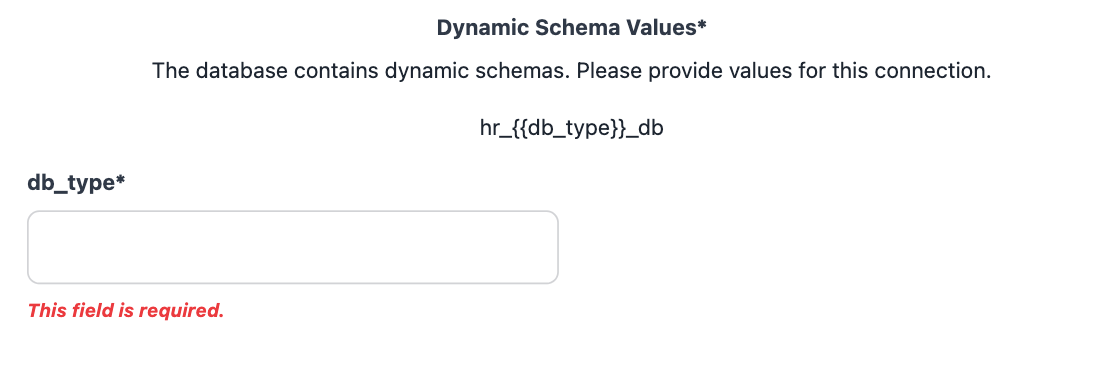 Dynamic Schema Values*
The database contains dynamic schemas. Please provide values for this connection.
hr_{{db_type}}_db
db_type*
This field is required.